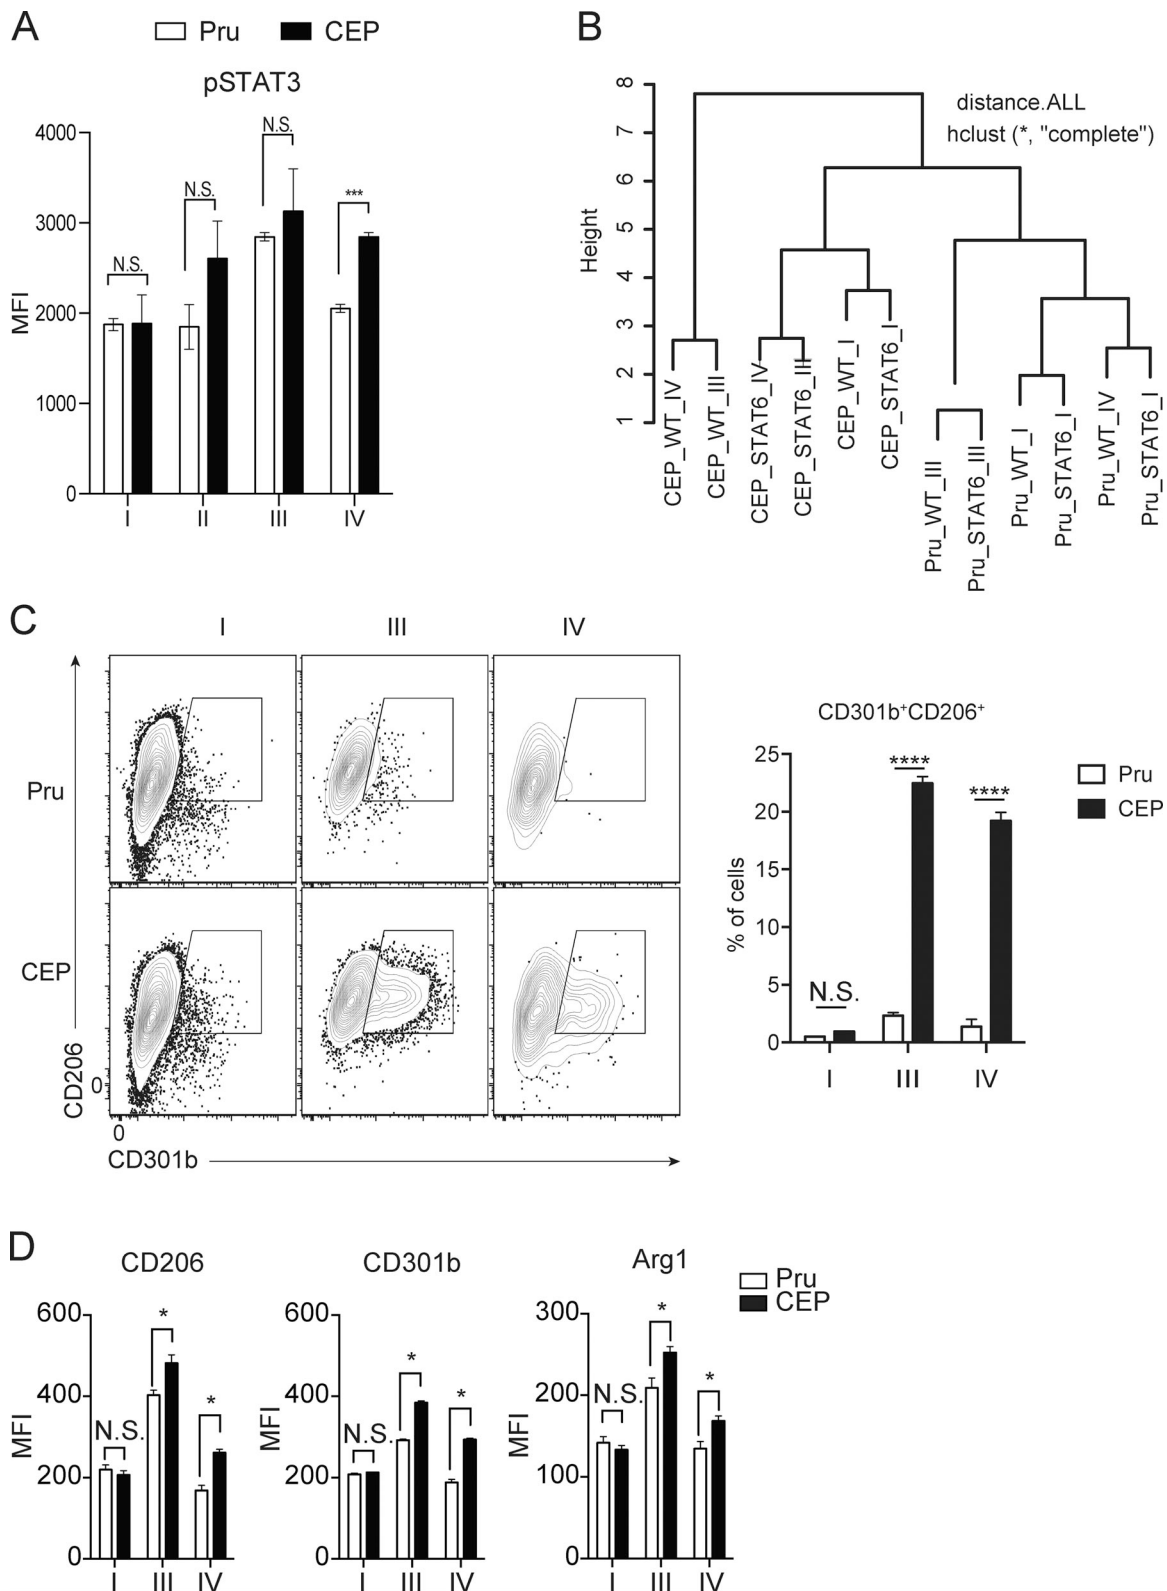 A
Pru
CEP
pSTAT3
4000
3000
2000
1000
0
MFI
N.S.
N.S.
N.S.
***
I
II
III
IV
B
distance.ALL
hclust (*, "complete")
Height
8
7
6
5
4
3
2
1
CEP_WT_IV
CEP_WT_III
CEP_STAT6_IV
CEP_STAT6_III
CEP_WT_I
CEP_STAT6_I
Pru_WT_III
Pru_STAT6_III
Pru_WT_I
Pru_STAT6_I
Pru_WT_IV
Pru_STAT6_I
C
I
III
IV
Pru
CEP
CD206
0
0
CD301b
CD301b+CD206+
25
20
15
10
5
0
% of cells
N.S.
****
****
I
III
IV
Pru
CEP
D
CD206
600
400
200
0
MFI
N.S.
*
*
I
III
IV
CD301b
600
400
200
0
MFI
N.S.
*
*
I
III
IV
Arg1
300
200
100
0
MFI
N.S.
*
*
I
III
IV
Pru
CEP